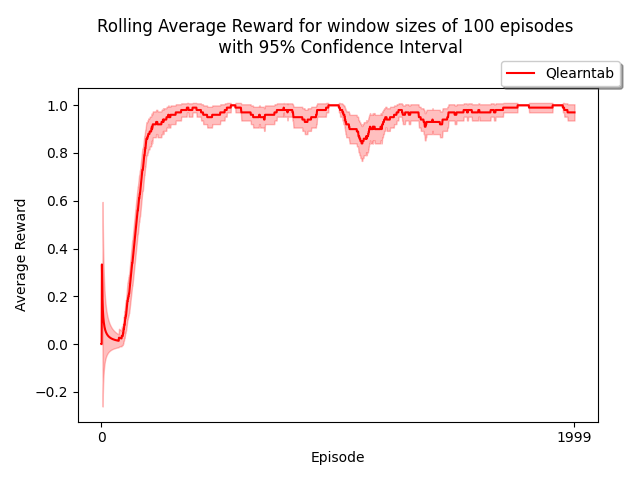 Rolling Average Reward for window sizes of 100 episodes
with 95% Confidence Interval
Qlearntab
1.0
0.8
0.6
0.4
0.2
0.0
−0.2
Average Reward
0
1999
Episode